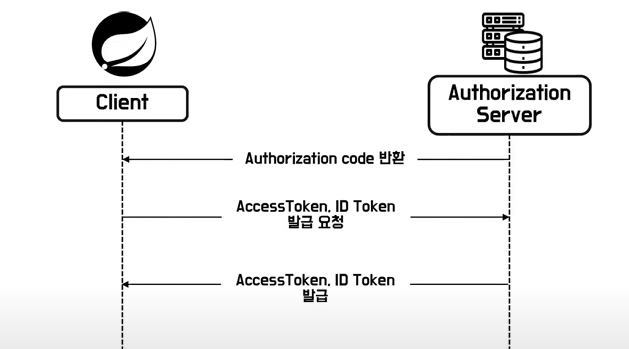 Client
Authorization
Server
Authorization code 반환
AccessToken, ID Token
발급 요청
AccessToken, ID Token
발급